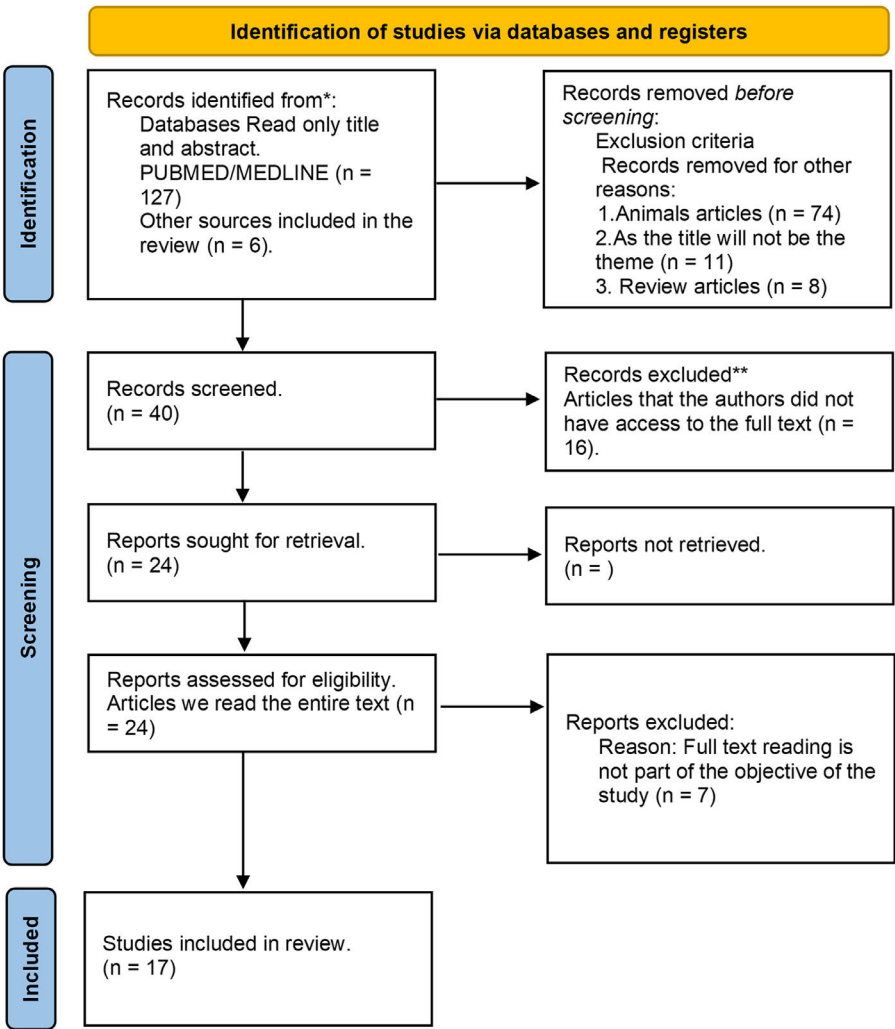 Identification of studies via databases and registers
Identification
Records identified from*:
Databases Read only title
and abstract.
PUBMED/MEDLINE (n =
127)
Other sources included in the
review (n = 6).
Records removed before
screening:
Exclusion criteria
Records removed for other
reasons:
1.Animals articles (n = 74)
2.As the title will not be the
theme (n = 11)
3. Review articles (n = 8)
Screening
Records screened.
(n = 40)
Records excluded**
Articles that the authors did not
have access to the full text (n =
16).
Reports sought for retrieval.
(n = 24)
Reports not retrieved.
(n = )
Reports assessed for eligibility.
Articles we read the entire text (n
= 24)
Reports excluded:
Reason: Full text reading is
not part of the objective of the
study (n = 7)
Included
Studies included in review.
(n = 17)